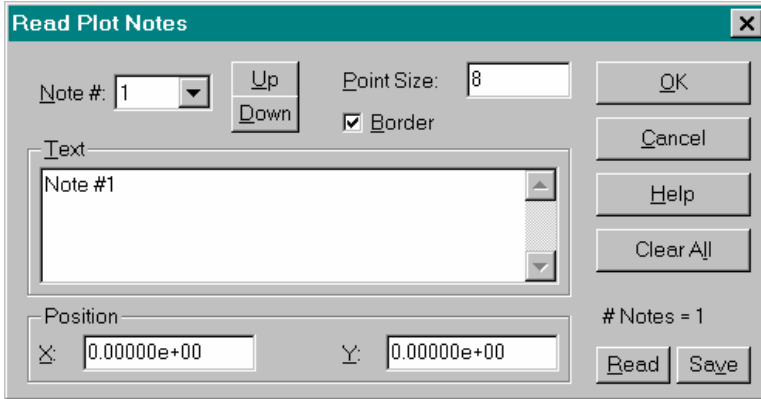 Read Plot Notes
Note #: 1
Up
Down
Point Size: 8
Border
OK
Cancel
Help
Clear All
Text
Note #1
Position
X: 0.00000e+00
Y: 0.00000e+00
# Notes = 1
Read
Save